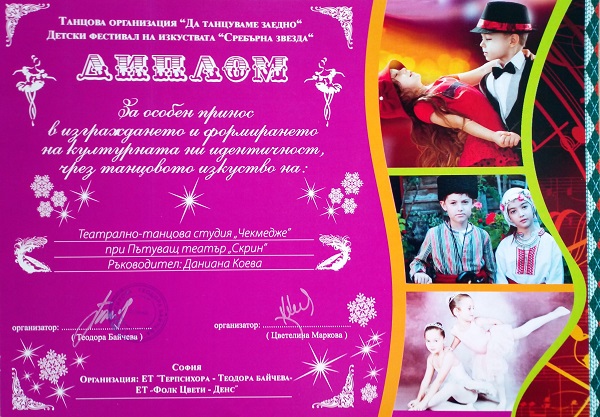 Танцова организация “Да танцуваме заедно”
Детски фестивал на изкуствата “Сребърна звезда“
ДИПЛОМ
За особен принос
в изграждането и формирането
на културната ни идентичност,
чрез танцовото изкуство на:
Театрално-танцова студия „Чекмедже”
при Пътуващ театър „Скрин”
Ръководител: Даниана Коева
организатор:
организатор:
( Теодора Байчева )
( Цветелина Маркова )
София
Организация: ЕТ "Терпсихора - Теодора Байчева-
ЕТ „Фолк Цвети - Денс"